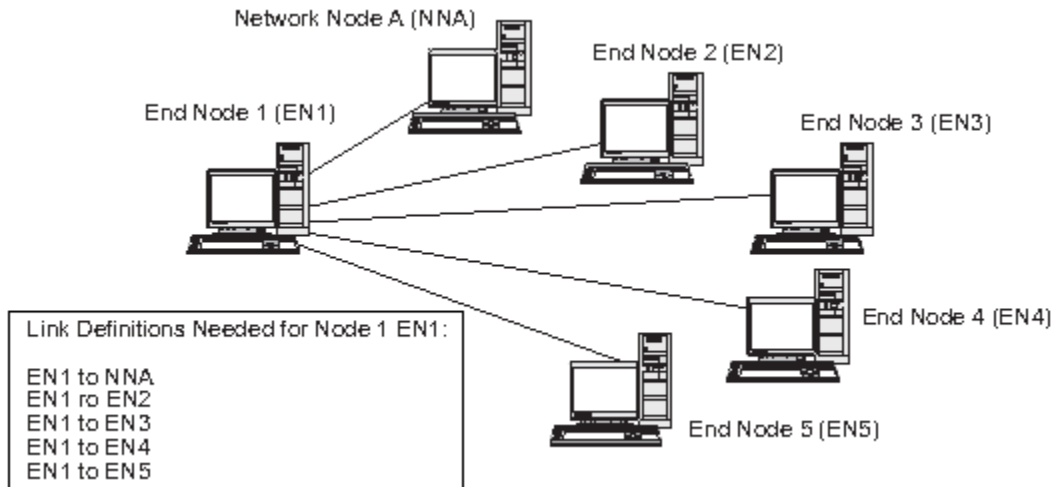 Network Node A (NNA)
End Node 2 (EN2)
End Node 1 (EN1)
End Node 3 (EN3)
End Node 4 (EN4)
End Node 5 (EN5)
Link Definitions Needed for Node 1 EN1:
EN1 to NNA
EN1 ro EN2
EN1 to EN3
EN1 to EN4
EN1 to EN5